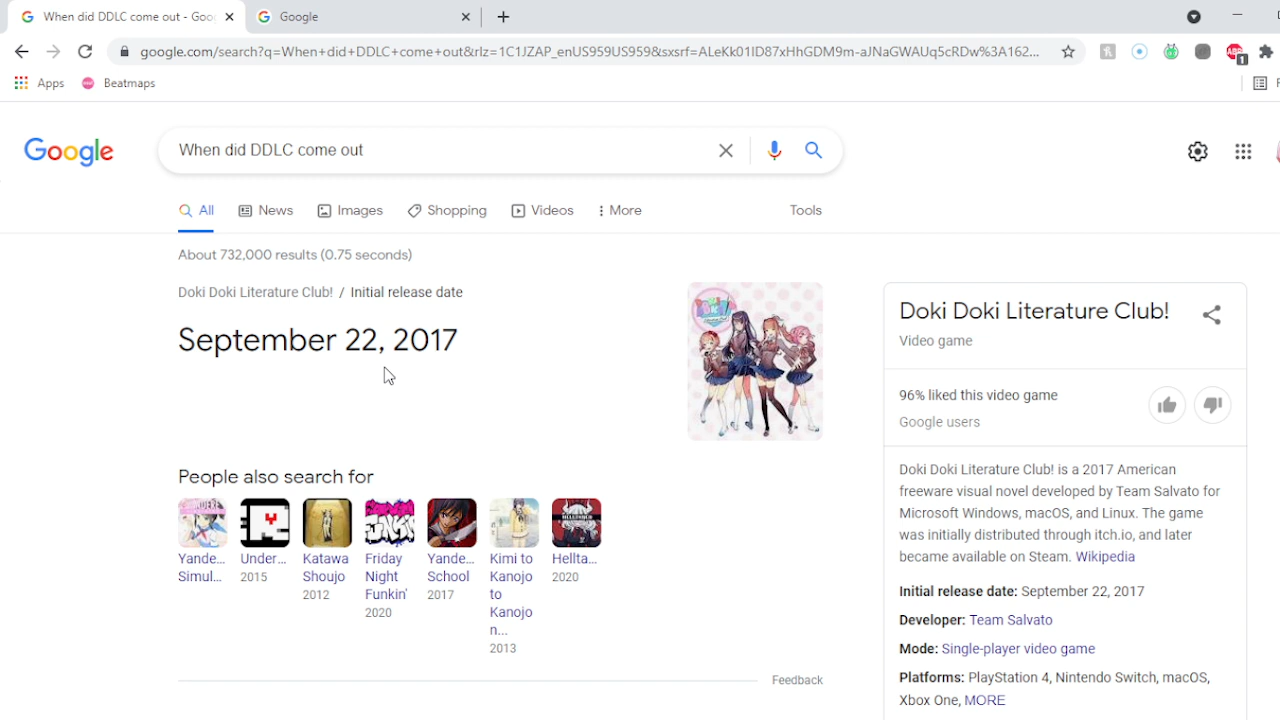 When did DDLC come out - Goo
Google
google.com/search?q=When+did+DDLC+come+out&rlz=1C1JZAP_enUS959US959&sxsrf=ALeKk01ID87xHhGDM9m-aJNaGWAUq5cRDw%3A162...
1
Apps
Beatmaps
Google
When did DDLC come out
All
News
Images
Shopping
Videos
More
Tools
About 732,000 results (0.75 seconds)
Doki Doki Literature Club! / Initial release date
September 22, 2017
People also search for
Yande...
Simul...
Under...
2015
Katawa
Shoujo
2012
Friday
Night
Funkin'
2020
Yande...
School
2017
Kimi to
Kanojo
to
Kanojo
n...
2013
Hellta...
2020
Feedback
Doki Doki Literature Club!
Video game
96% liked this video game
Google users
Doki Doki Literature Club! is a 2017 American
freeware visual novel developed by Team Salvato for
Microsoft Windows, macOS, and Linux. The game
was initially distributed through itch.io, and later
became available on Steam. Wikipedia
Initial release date: September 22, 2017
Developer: Team Salvato
Mode: Single-player video game
Platforms: PlayStation 4, Nintendo Switch, macOS,
Xbox One, MORE